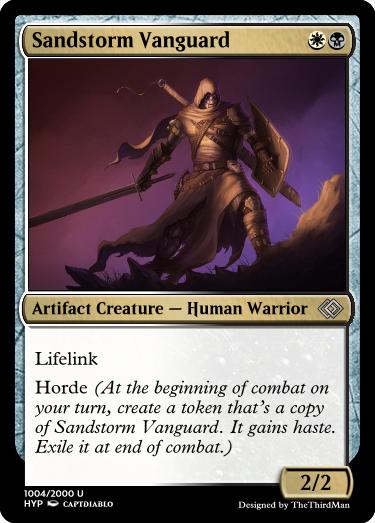 Sandstorm Vanguard
Artifact Creature — Human Warrior
Lifelink
Horde (At the beginning of combat on
your turn, create a token that's a copy
of Sandstorm Vanguard. It gains haste.
Exile it at end of combat.)
2/2
1004/2000 U
HYP CAPTDIABLO
Designed by TheThirdMan